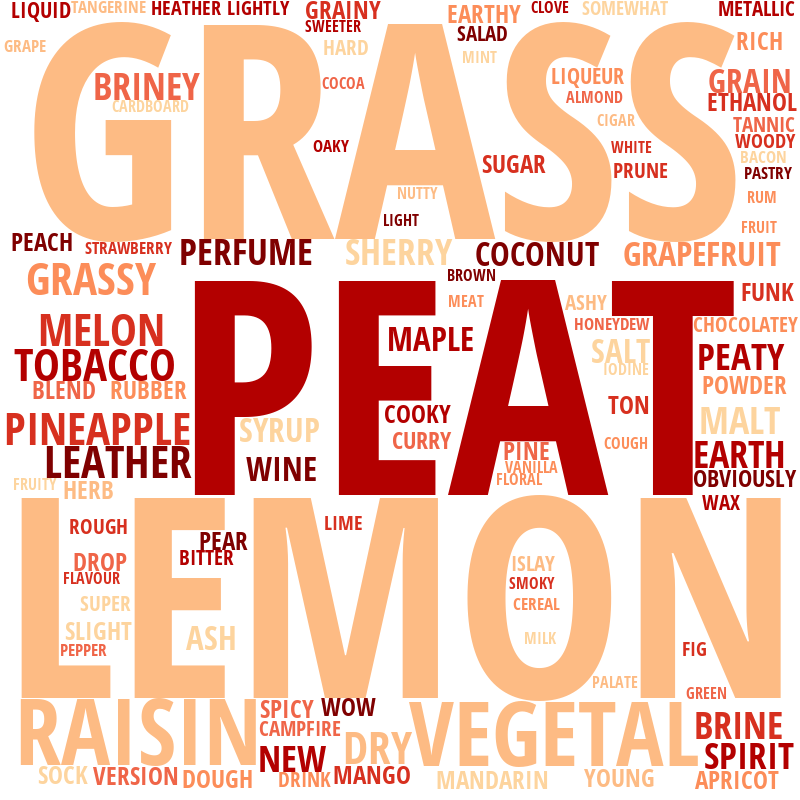 LIQUID
TANGERINE
HEATHER
LIGHTLY
GRAINY
EARTHY
CLOVE
SOMEWHAT
METALLIC
SWEETER
SALAD
GRAPE
HARD
RICH
MINT
GRASS
BRINEY
COCOA
LIQUEUR
GRAIN
CARDBOARD
ALMOND
ETHANOL
CIGAR
TANNIC
OAKY
WHITE
WOODY
BACON
SUGAR
PRUNE
PASTRY
NUTTY
RUM
LIGHT
FRUIT
PEACH
STRAWBERRY
PERFUME
SHERRY
COCONUT
GRAPEFRUIT
GRASSY
BROWN
FUNK
MEAT
ASHY
PEAT
MELON
MAPLE
HONEYDEW
CHOCOLATEY
TOBACCO
SALT
PEATY
IODINE
BLEND
RUBBER
POWDER
COOKY
TON
PINEAPPLE
SYRUP
MALT
CURRY
COUGH
LEATHER
WINE
PINE
EARTH
VANILLA
FRUITY
HERB
FLORAL
OBVIOUSLY
WAX
LEMON
ROUGH
LIME
PEAR
BITTER
DROP
ISLAY
FLAVOUR
SMOKY
SUPER
CEREAL
SLIGHT
ASH
MILK
PEPPER
FIG
PALATE
GREEN
RAISIN
SPICY
WOW
VEGETAL
CAMPFIRE
BRINE
DRY
NEW
SPIRIT
SOCK
VERSION
DOUGH
DRINK
MANGO
MANDARIN
YOUNG
APRICOT